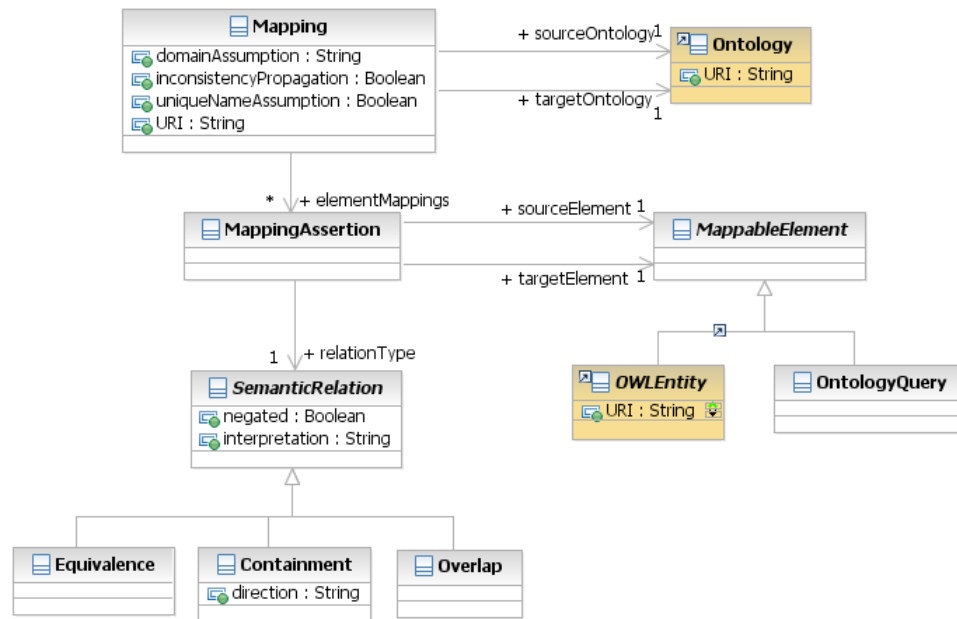 Mapping
domainAssumption : String
inconsistencyPropagation : Boolean
uniqueNameAssumption : Boolean
URI : String
+ sourceOntology 1
+ targetOntology
1
Ontology
URI : String
* + elementMappings
MappingAssertion
+ sourceElement 1
+ targetElement 1
MappableElement
1 + relationType
SemanticRelation
negated : Boolean
interpretation : String
OWLEntity
URI : String
OntologyQuery
Equivalence
Containment
direction : String
Overlap